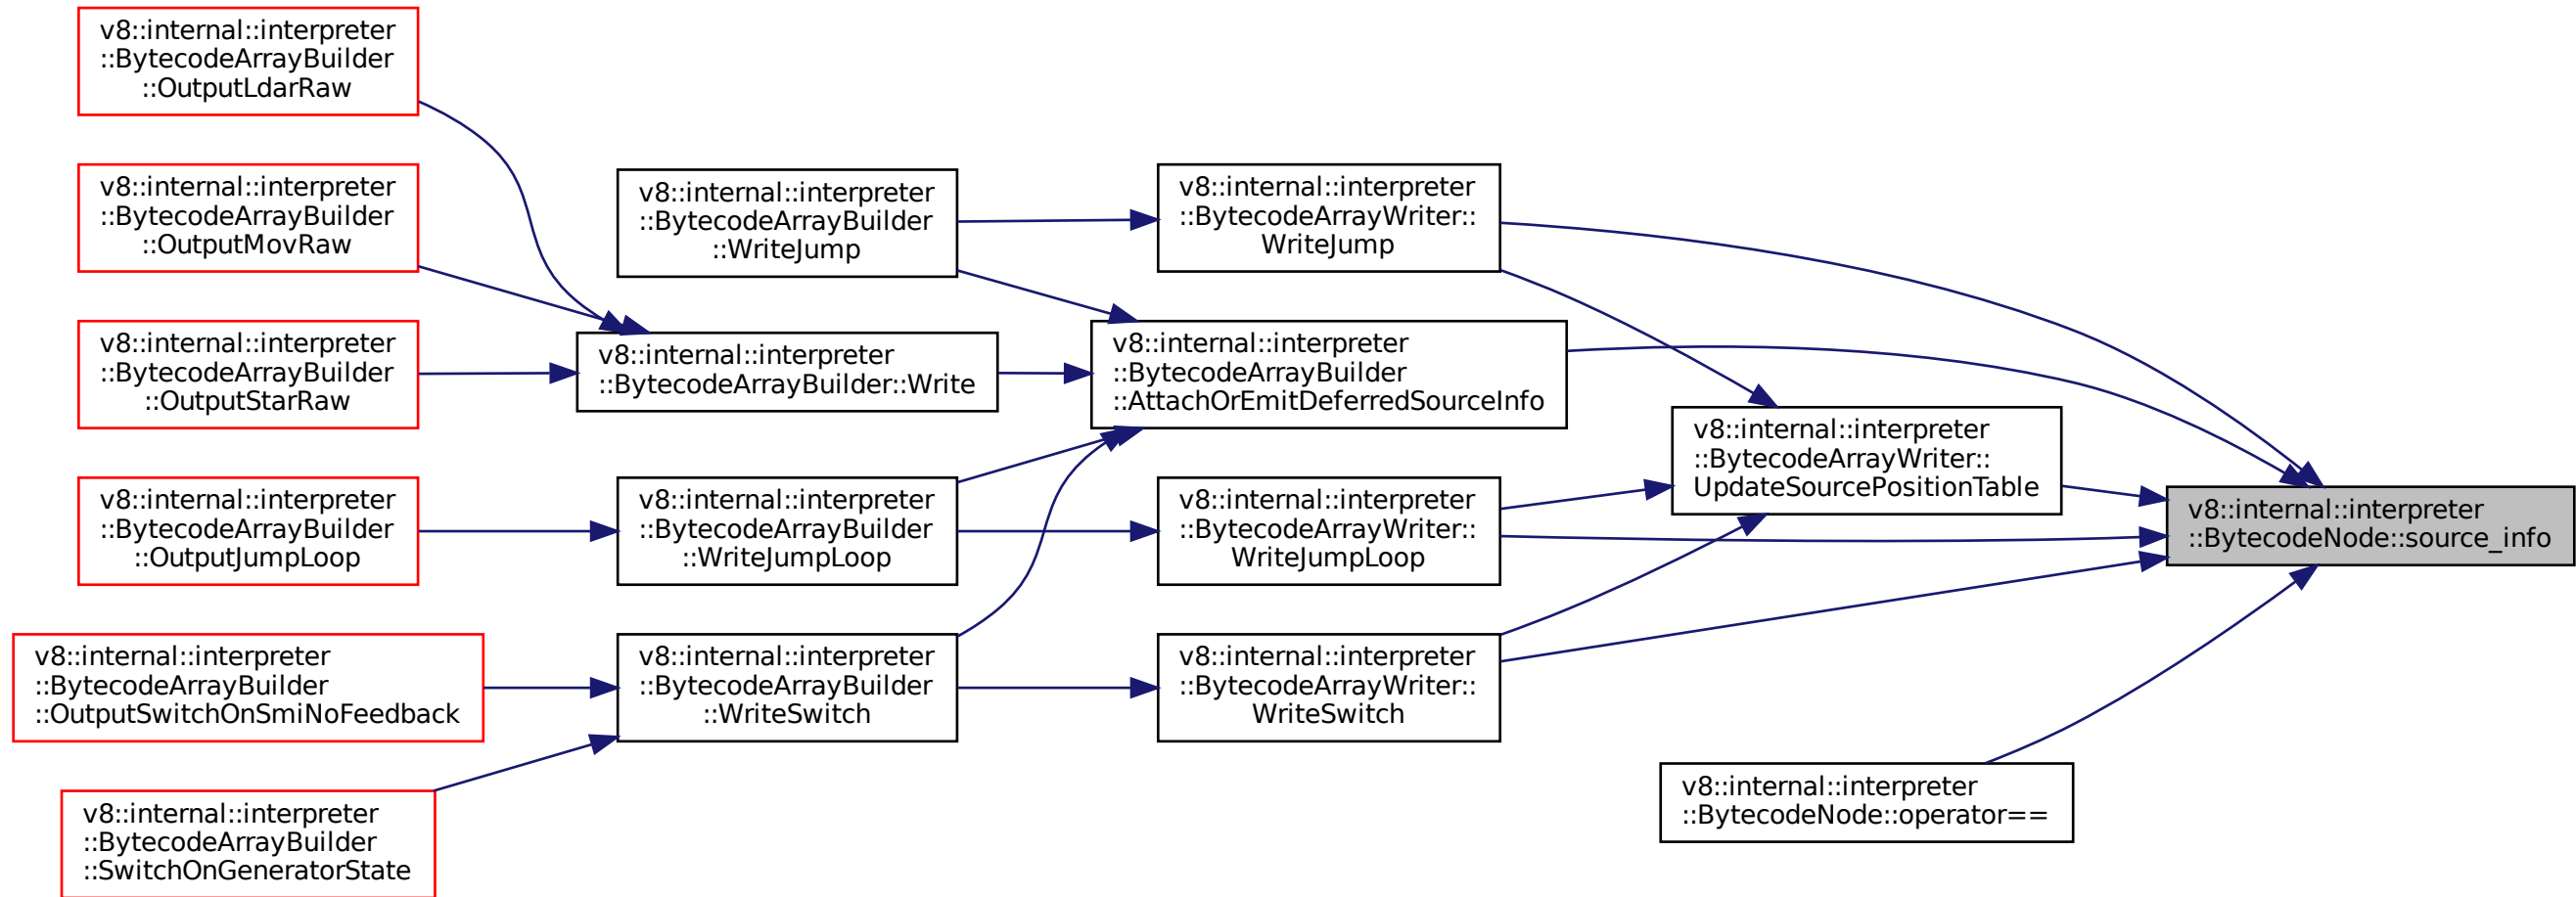 v8::internal::interpreter
::BytecodeArrayBuilder
::OutputLdarRaw
v8::internal::interpreter
::BytecodeArrayBuilder
::OutputMovRaw
v8::internal::interpreter
::BytecodeArrayBuilder
::OutputStarRaw
v8::internal::interpreter
::BytecodeArrayBuilder
::OutputJumpLoop
v8::internal::interpreter
::BytecodeArrayBuilder
::OutputSwitchOnSmiNoFeedback
v8::internal::interpreter
::BytecodeArrayBuilder
::SwitchOnGeneratorState
v8::internal::interpreter
::BytecodeArrayBuilder
::WriteJump
v8::internal::interpreter
::BytecodeArrayBuilder::Write
v8::internal::interpreter
::BytecodeArrayBuilder
::WriteJumpLoop
v8::internal::interpreter
::BytecodeArrayBuilder
::WriteSwitch
v8::internal::interpreter
::BytecodeArrayWriter::
WriteJump
v8::internal::interpreter
::BytecodeArrayBuilder
::AttachOrEmitDeferredSourceInfo
v8::internal::interpreter
::BytecodeArrayWriter::
WriteJumpLoop
v8::internal::interpreter
::BytecodeArrayWriter::
WriteSwitch
v8::internal::interpreter
::BytecodeArrayWriter::
UpdateSourcePositionTable
v8::internal::interpreter
::BytecodeNode::operator==
v8::internal::interpreter
::BytecodeNode::source_info